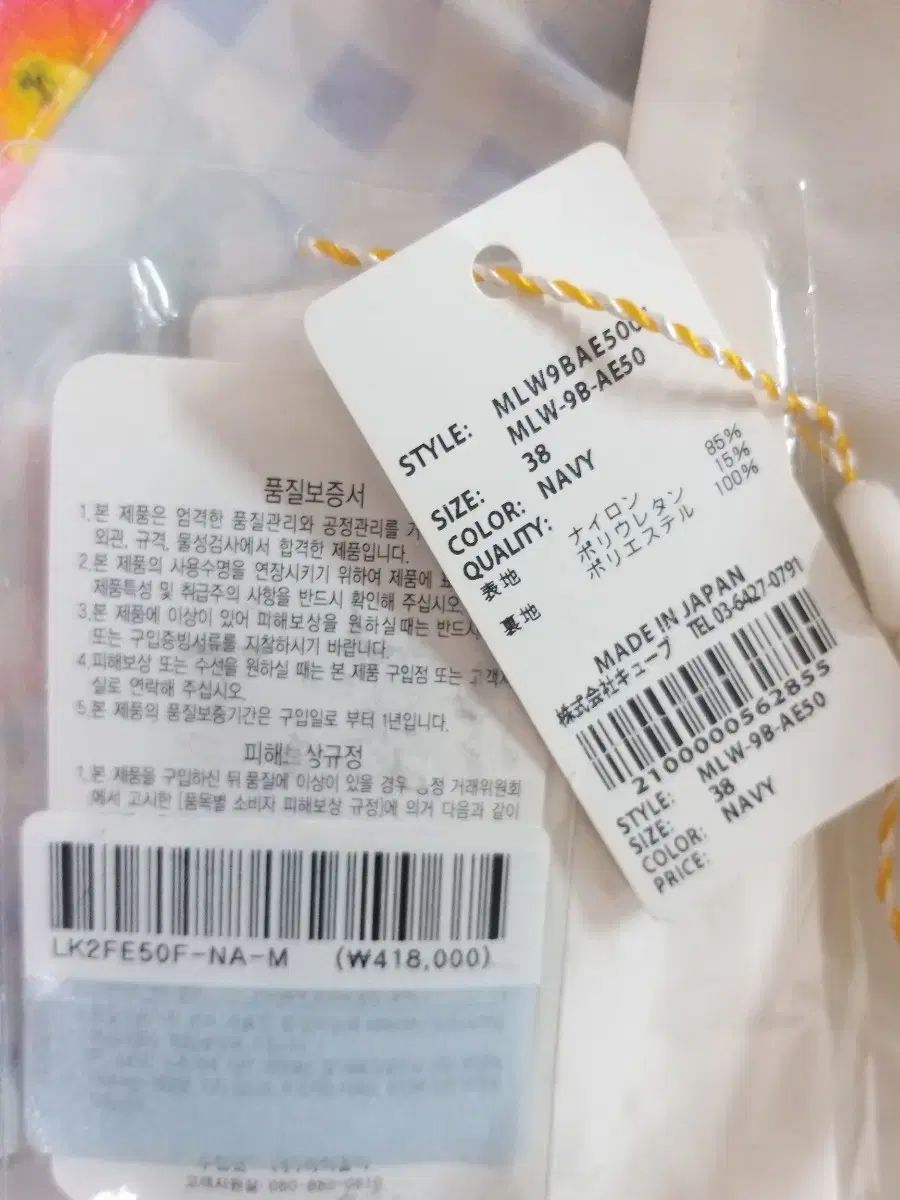 품질보증서
1.본 제품은 엄격한 품질관리와 공정관리를
외관, 규격, 물성검사에서 합격한 제품입니다.
2.본 제품의 사용수명을 연장시키기 위하여 제품에
제품특성 및 취급주의 사항을 반드시 확인해 주십시오
3.본 제품에 이상이 있어 피해보상을 원하실때는 반드시
또는 구입증빙서류를 지참하시기 바랍니다.
4.피해보상 또는 수선을 원하실 때는 본 제품 구입점 또는
실로 연락해 주십시오
5.본 제품의 품질보증기간은 구입일로 부터 1년입니다.
1.본 제품을 구입하신 뒤 품질에 이상이 있을 경우 거래위원회
에서 고시한 [품목별 소비자 피해보상 규정]에 의거 다음과 같이
LK2FE50F-NA-M (₩418,000)
고객지원실
STYLE: MLW9BAE500
MLW-9B-AE50
SIZE: 38
COLOR: NAVY
QUALITY:
表地 ナイロン 85%
ポリウレタン 15%
裏地 ポリエステル 100%
MADE IN JAPAN
株式会社キューブ TEL03-6427-0791
2100000562855
STYLE: MLW-9B-AE50
SIZE: 38
COLOR: NAVY
PRICE: